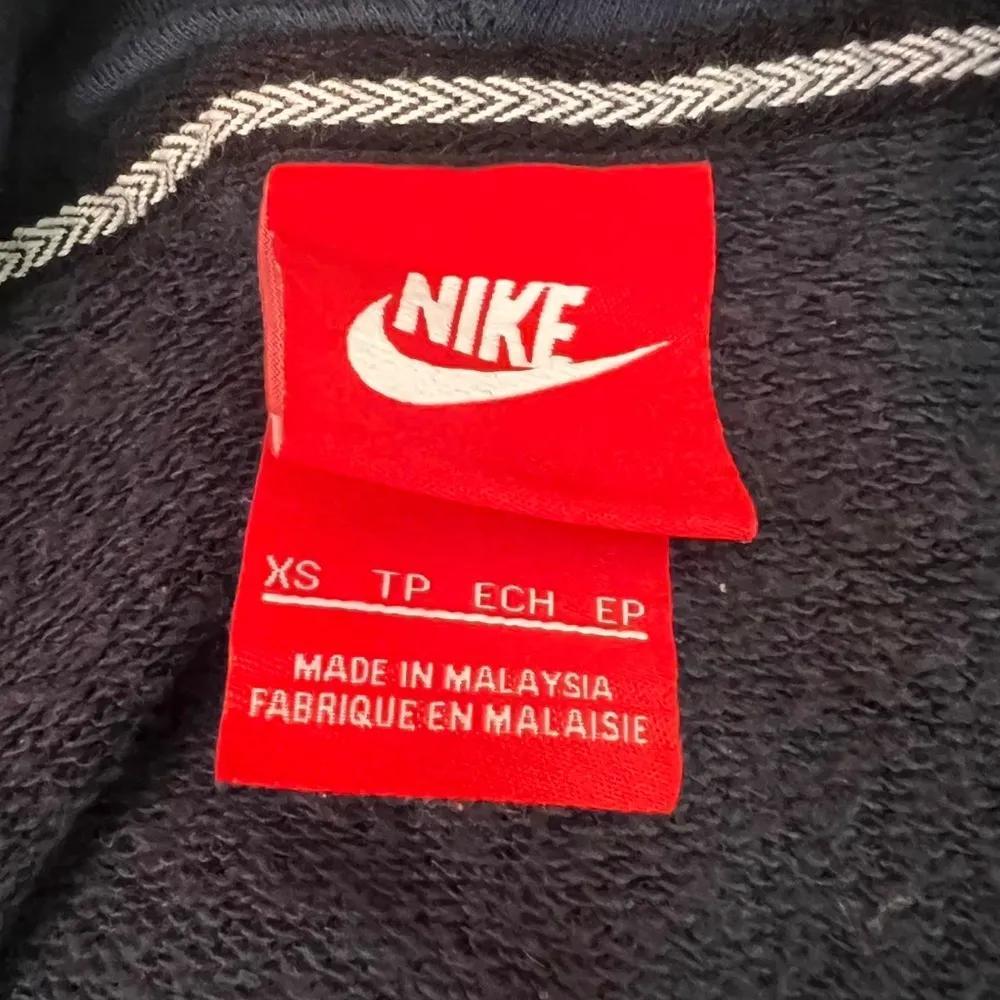 NIKE
XS TP ECH EP
MADE IN MALAYSIA
FABRIQUE EN MALAISIE